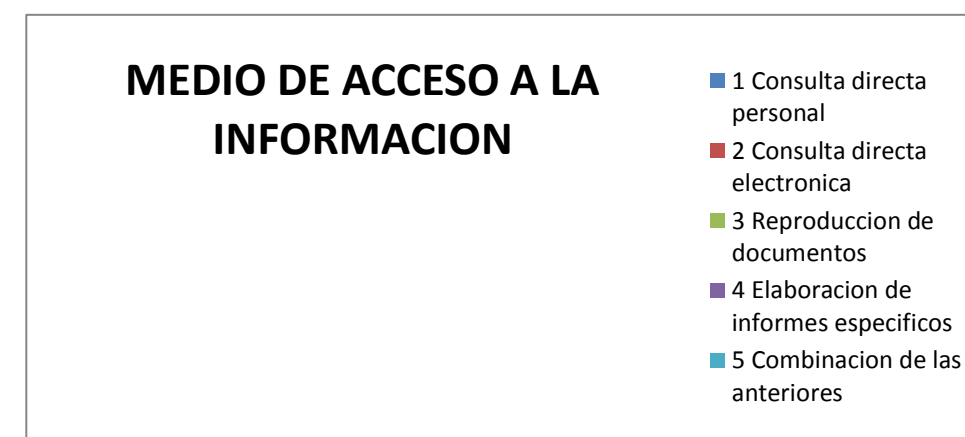 MEDIO DE ACCESO A LA
INFORMACION
1 Consulta directa
personal
2 Consulta directa
electronica
3 Reproduccion de
documentos
4 Elaboracion de
informes especificos
5 Combinacion de las
anteriores